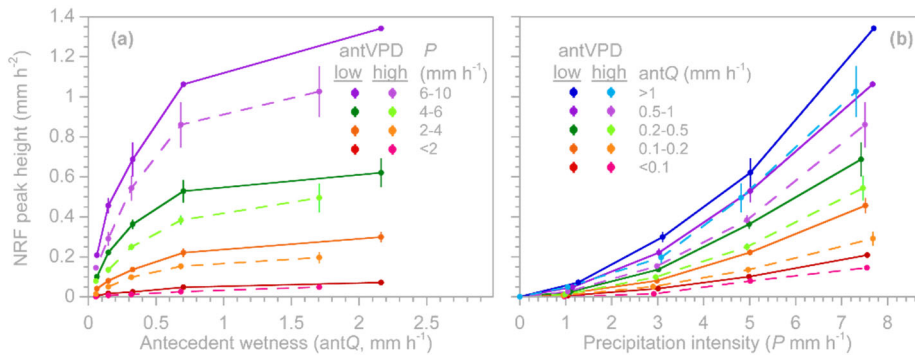 1.4
1.2
1
0.8
0.6
0.4
0.2
0
NRF peak height (mm h⁻²)
(a)
antVPD P
low high (mm h⁻¹)
6-10
4-6
2-4
<2
0 0.5 1 1.5 2 2.5
Antecedent wetness (antQ, mm h⁻¹)
(b)
antVPD
low high antQ (mm h⁻¹)
>1
0.5-1
0.2-0.5
0.1-0.2
<0.1
0 1 2 3 4 5 6 7 8
Precipitation intensity (P mm h⁻¹)